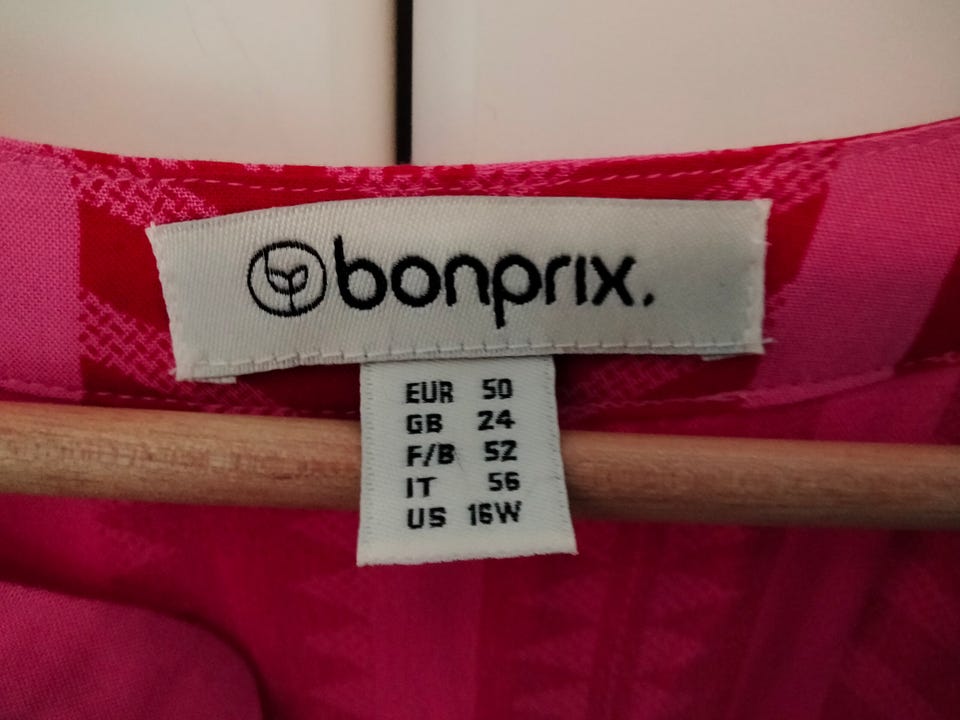 bonprix.
EUR 50
GB 24
F/B 52
IT 56
US 16W